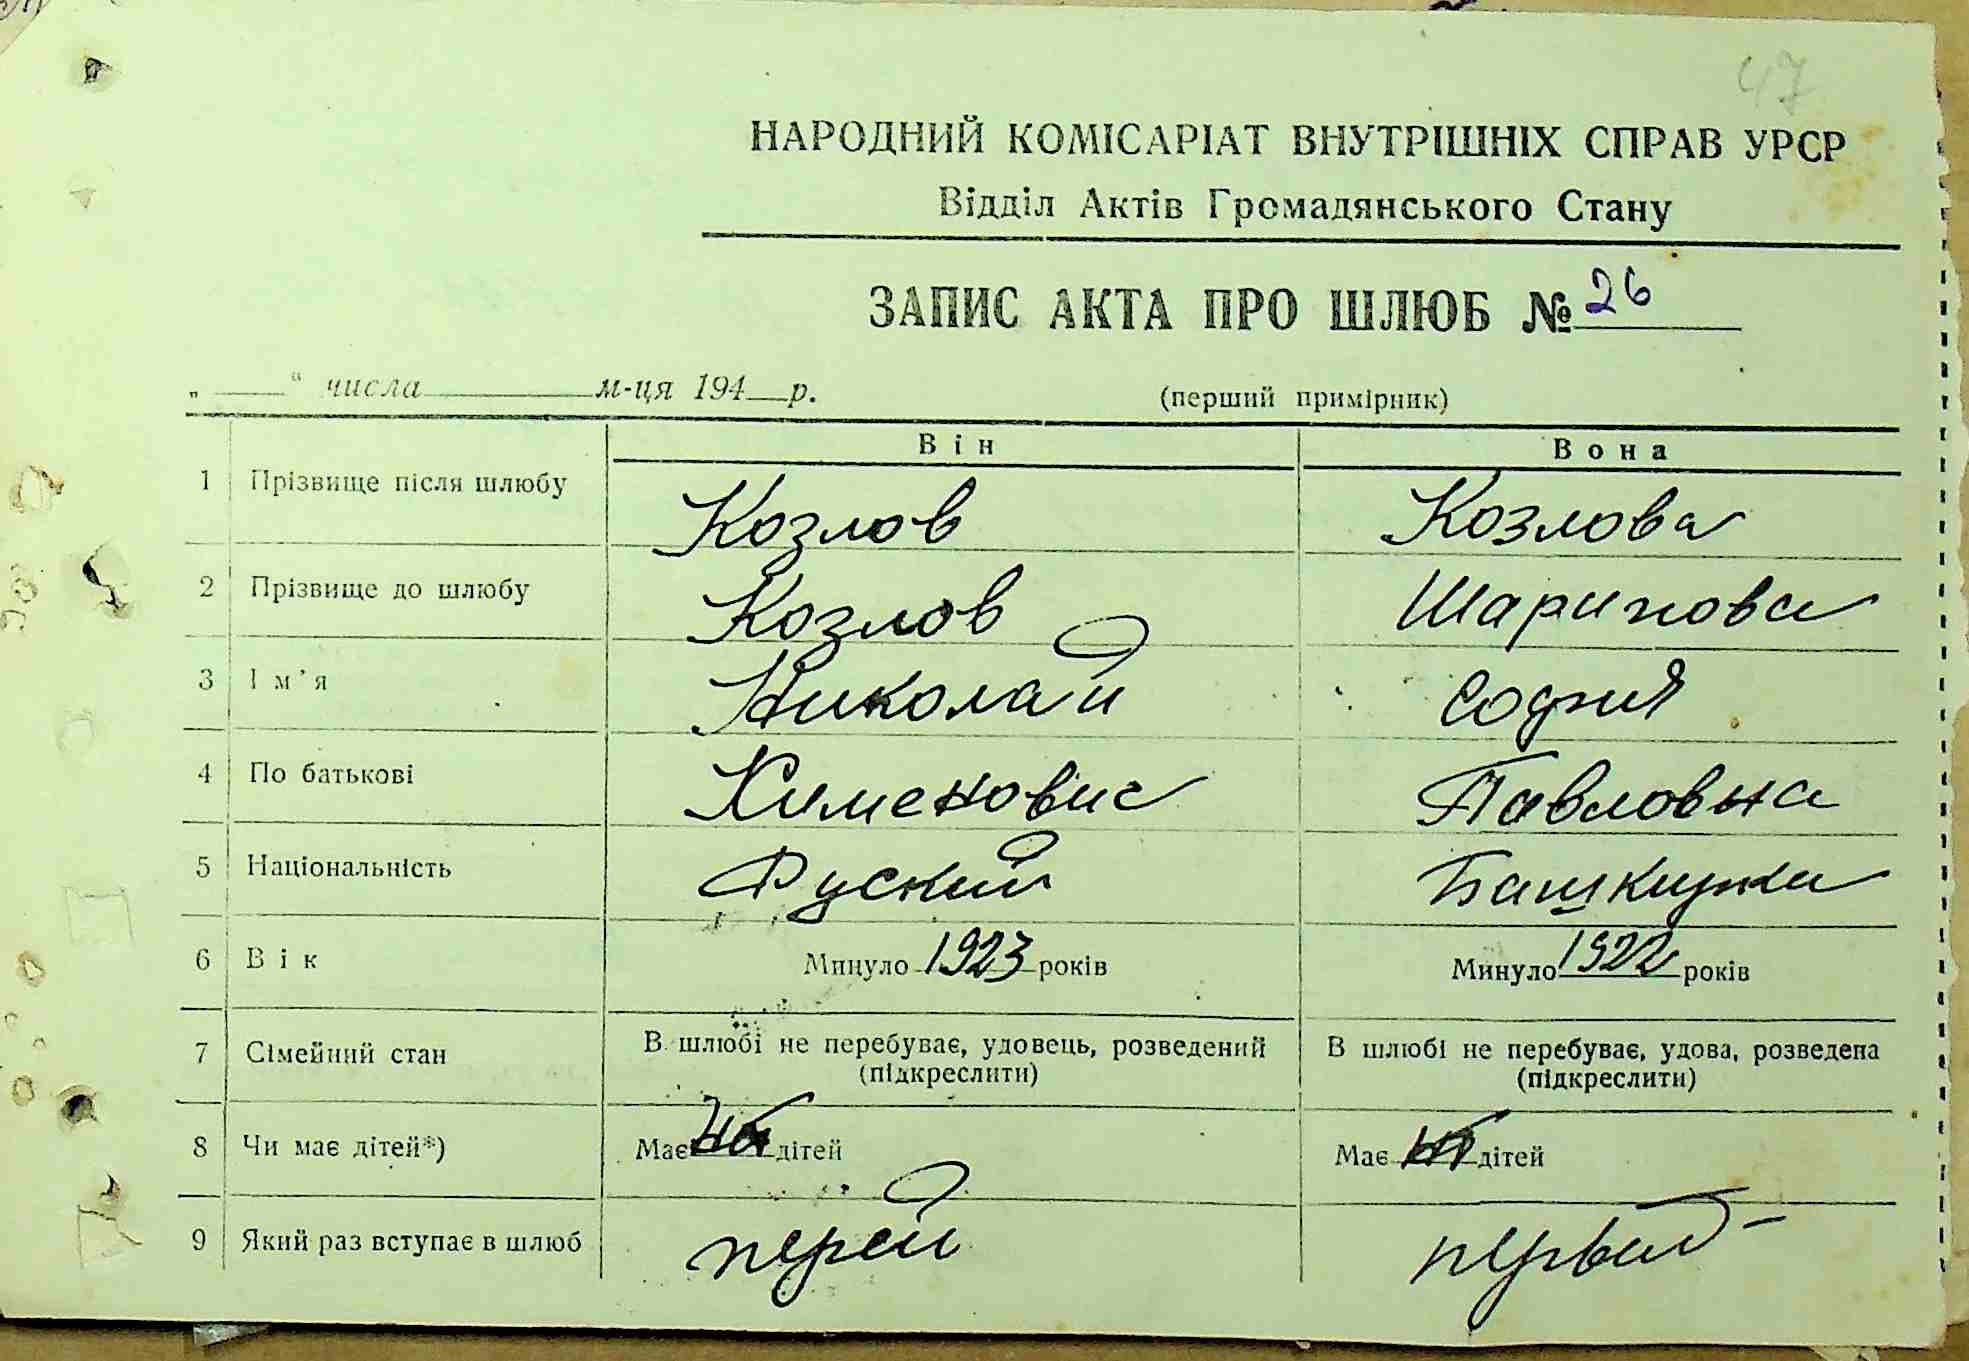 47
НАРОДНИЙ КОМІСАРІАТ ВНУТРІШНІХ СПРАВ УРСР
Відділ Актів Громадянського Стану
ЗАПИС АКТА ПРО ШЛЮБ № 26
„ “ числа м-ця 194 р.
(перший примірник)
Він Вона
1 Прізвище після шлюбу Козлов Козлова
2 Прізвище до шлюбу Козлов Шарипова
3 Ім'я Николай София
4 По батькові Хименович Павловна
5 Національність Руский Башкирка
6 Вік Минуло 1923 років Минуло 1922 років
7 Сімейний стан В шлюбі не перебуває, удовець, розведений (підкреслити) В шлюбі не перебуває, удова, розведена (підкреслити)
8 Чи має дітей*) Має дітей Має дітей
9 Який раз вступає в шлюб перей первый